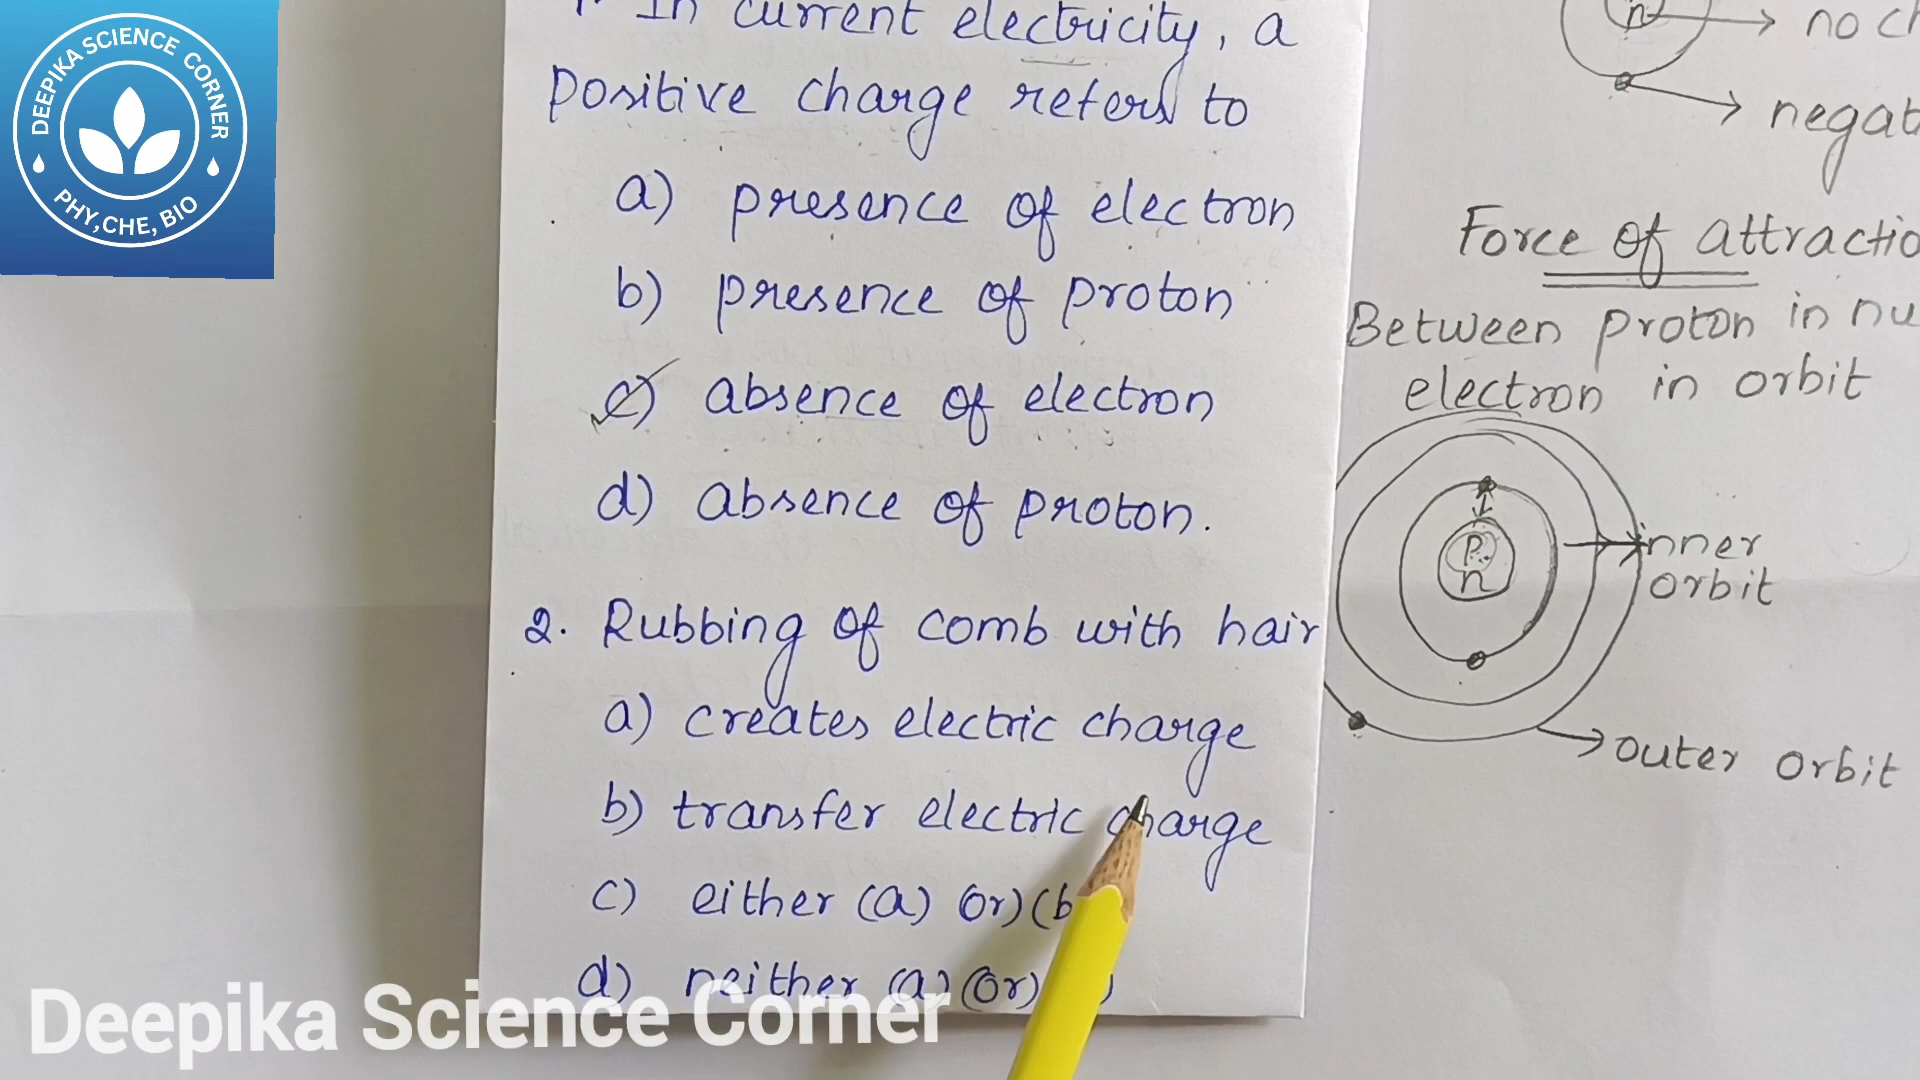 DEEPIKA SCIENCE CORNER
PHY,CHE, BIO
1. In current electricity, a
positive charge refers to
a) presence of electron
b) presence of proton
c) absence of electron
d) absence of proton.
2. Rubbing of comb with hair
a) creates electric charge
b) transfer electric charge
c) either (a) (or) (b
d) neither (a) (or)
n
no ch
negat
Force of attractio
Between proton in nu
electron in orbit
P
n
inner
orbit
outer orbit
Deepika Science Corner